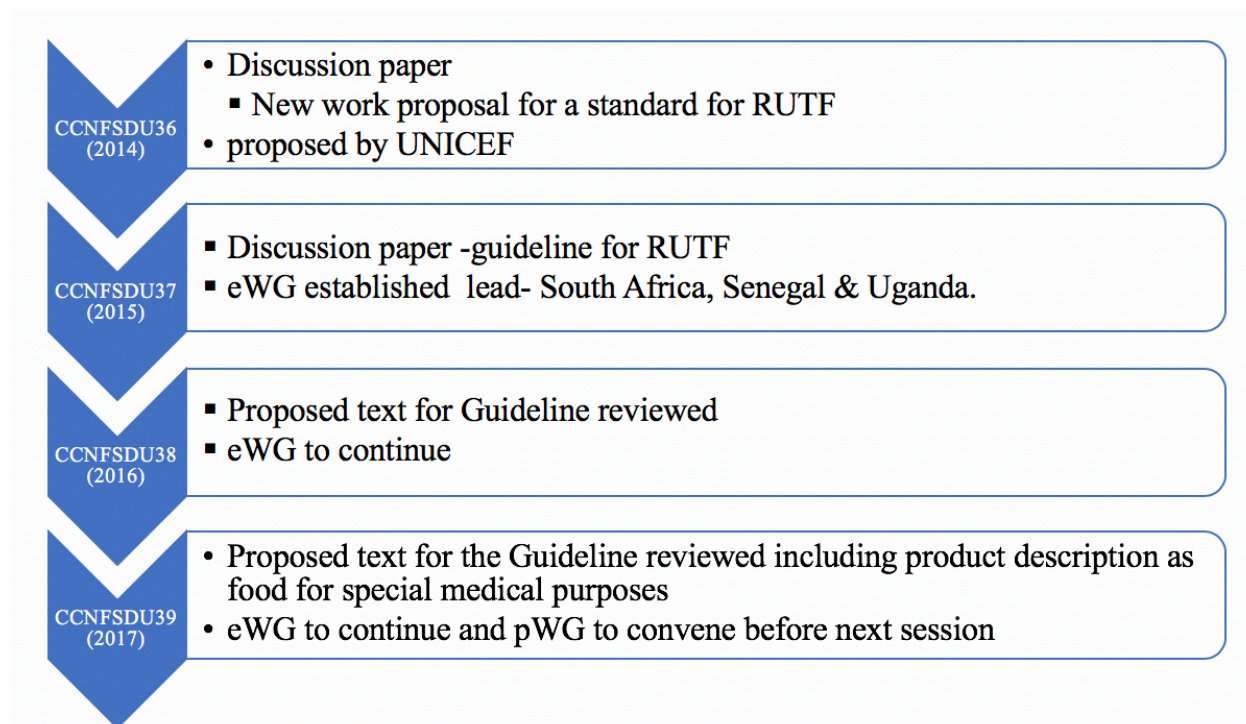 CCNFSDU36
(2014)
• Discussion paper
▪ New work proposal for a standard for RUTF
• proposed by UNICEF
CCNFSDU37
(2015)
▪ Discussion paper -guideline for RUTF
▪ eWG established  lead- South Africa, Senegal & Uganda.
CCNFSDU38
(2016)
▪ Proposed text for Guideline reviewed
▪ eWG to continue
CCNFSDU39
(2017)
• Proposed text for the Guideline reviewed including product description as
food for special medical purposes
• eWG to continue and pWG to convene before next session